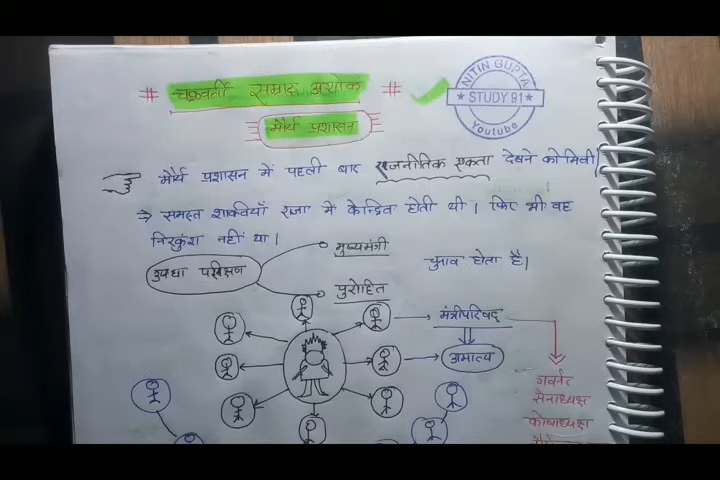 # चक्रवर्ती सम्राट अशोक #
मौर्य प्रशासन
NITIN GUPTA
★ STUDY 91 ★
Youtube
मौर्य प्रशासन में पहली बार राजनीतिक एकता देखने को मिली।
⇒ समस्त शक्तियाँ राजा में केन्द्रित होती थी। फिर भी वह
निरकुंश नहीं था।
उपधा परीक्षण
मुख्यमंत्री
पुरोहित
चुनाव होता है।
मंत्रीपरिषद्
अमात्य
गवर्नर
सेनाध्यक्ष
कोषाध्यक्ष